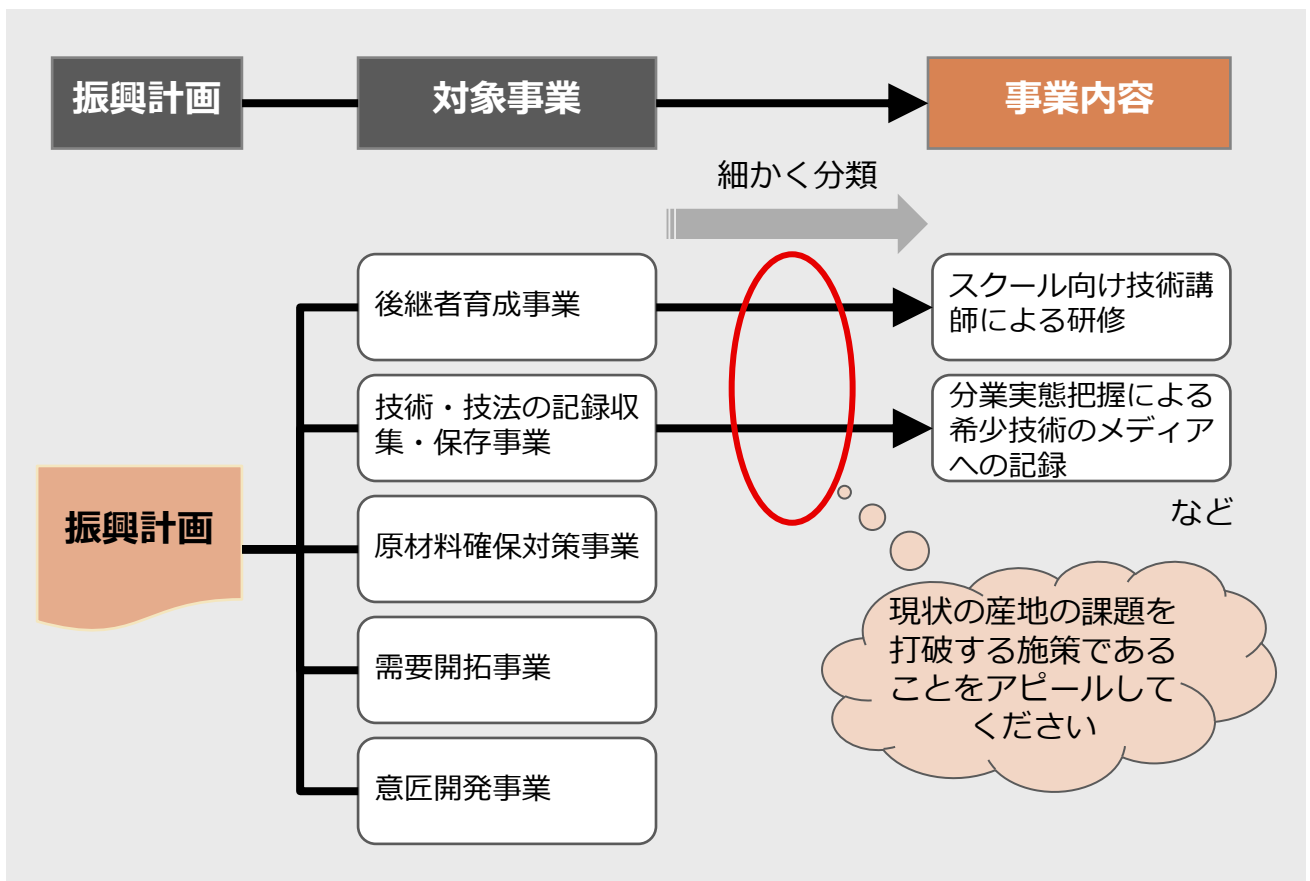 振興計画
対象事業
事業内容
細かく分類
後継者育成事業
スクール向け技術講
師による研修
技術・技法の記録収
集・保存事業
分業実態把握による
希少技術のメディア
への記録
など
振興計画
原材料確保対策事業
需要開拓事業
意匠開発事業
現状の産地の課題を
打破する施策である
ことをアピールして
ください